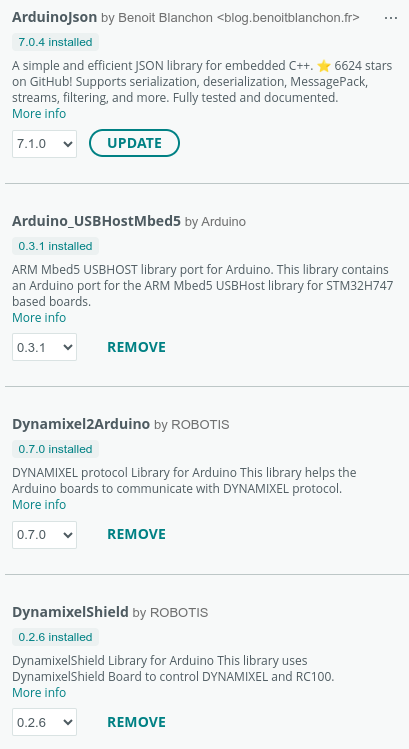 ArduinoJson by Benoit Blanchon <blog.benoitblanchon.fr> ...
7.0.4 installed
A simple and efficient JSON library for embedded C++. ⭐ 6624 stars
on GitHub! Supports serialization, deserialization, MessagePack,
streams, filtering, and more. Fully tested and documented.
More info
7.1.0 UPDATE
Arduino_USBHostMbed5 by Arduino
0.3.1 installed
ARM Mbed5 USBHOST library port for Arduino. This library contains
an Arduino port for the ARM Mbed5 USBHost library for STM32H747
based boards.
More info
0.3.1 REMOVE
Dynamixel2Arduino by ROBOTIS
0.7.0 installed
DYNAMIXEL protocol Library for Arduino This library helps the
Arduino boards to communicate with DYNAMIXEL protocol.
More info
0.7.0 REMOVE
DynamixelShield by ROBOTIS
0.2.6 installed
DynamixelShield Library for Arduino This library uses
DynamixelShield Board to control DYNAMIXEL and RC100.
More info
0.2.6 REMOVE